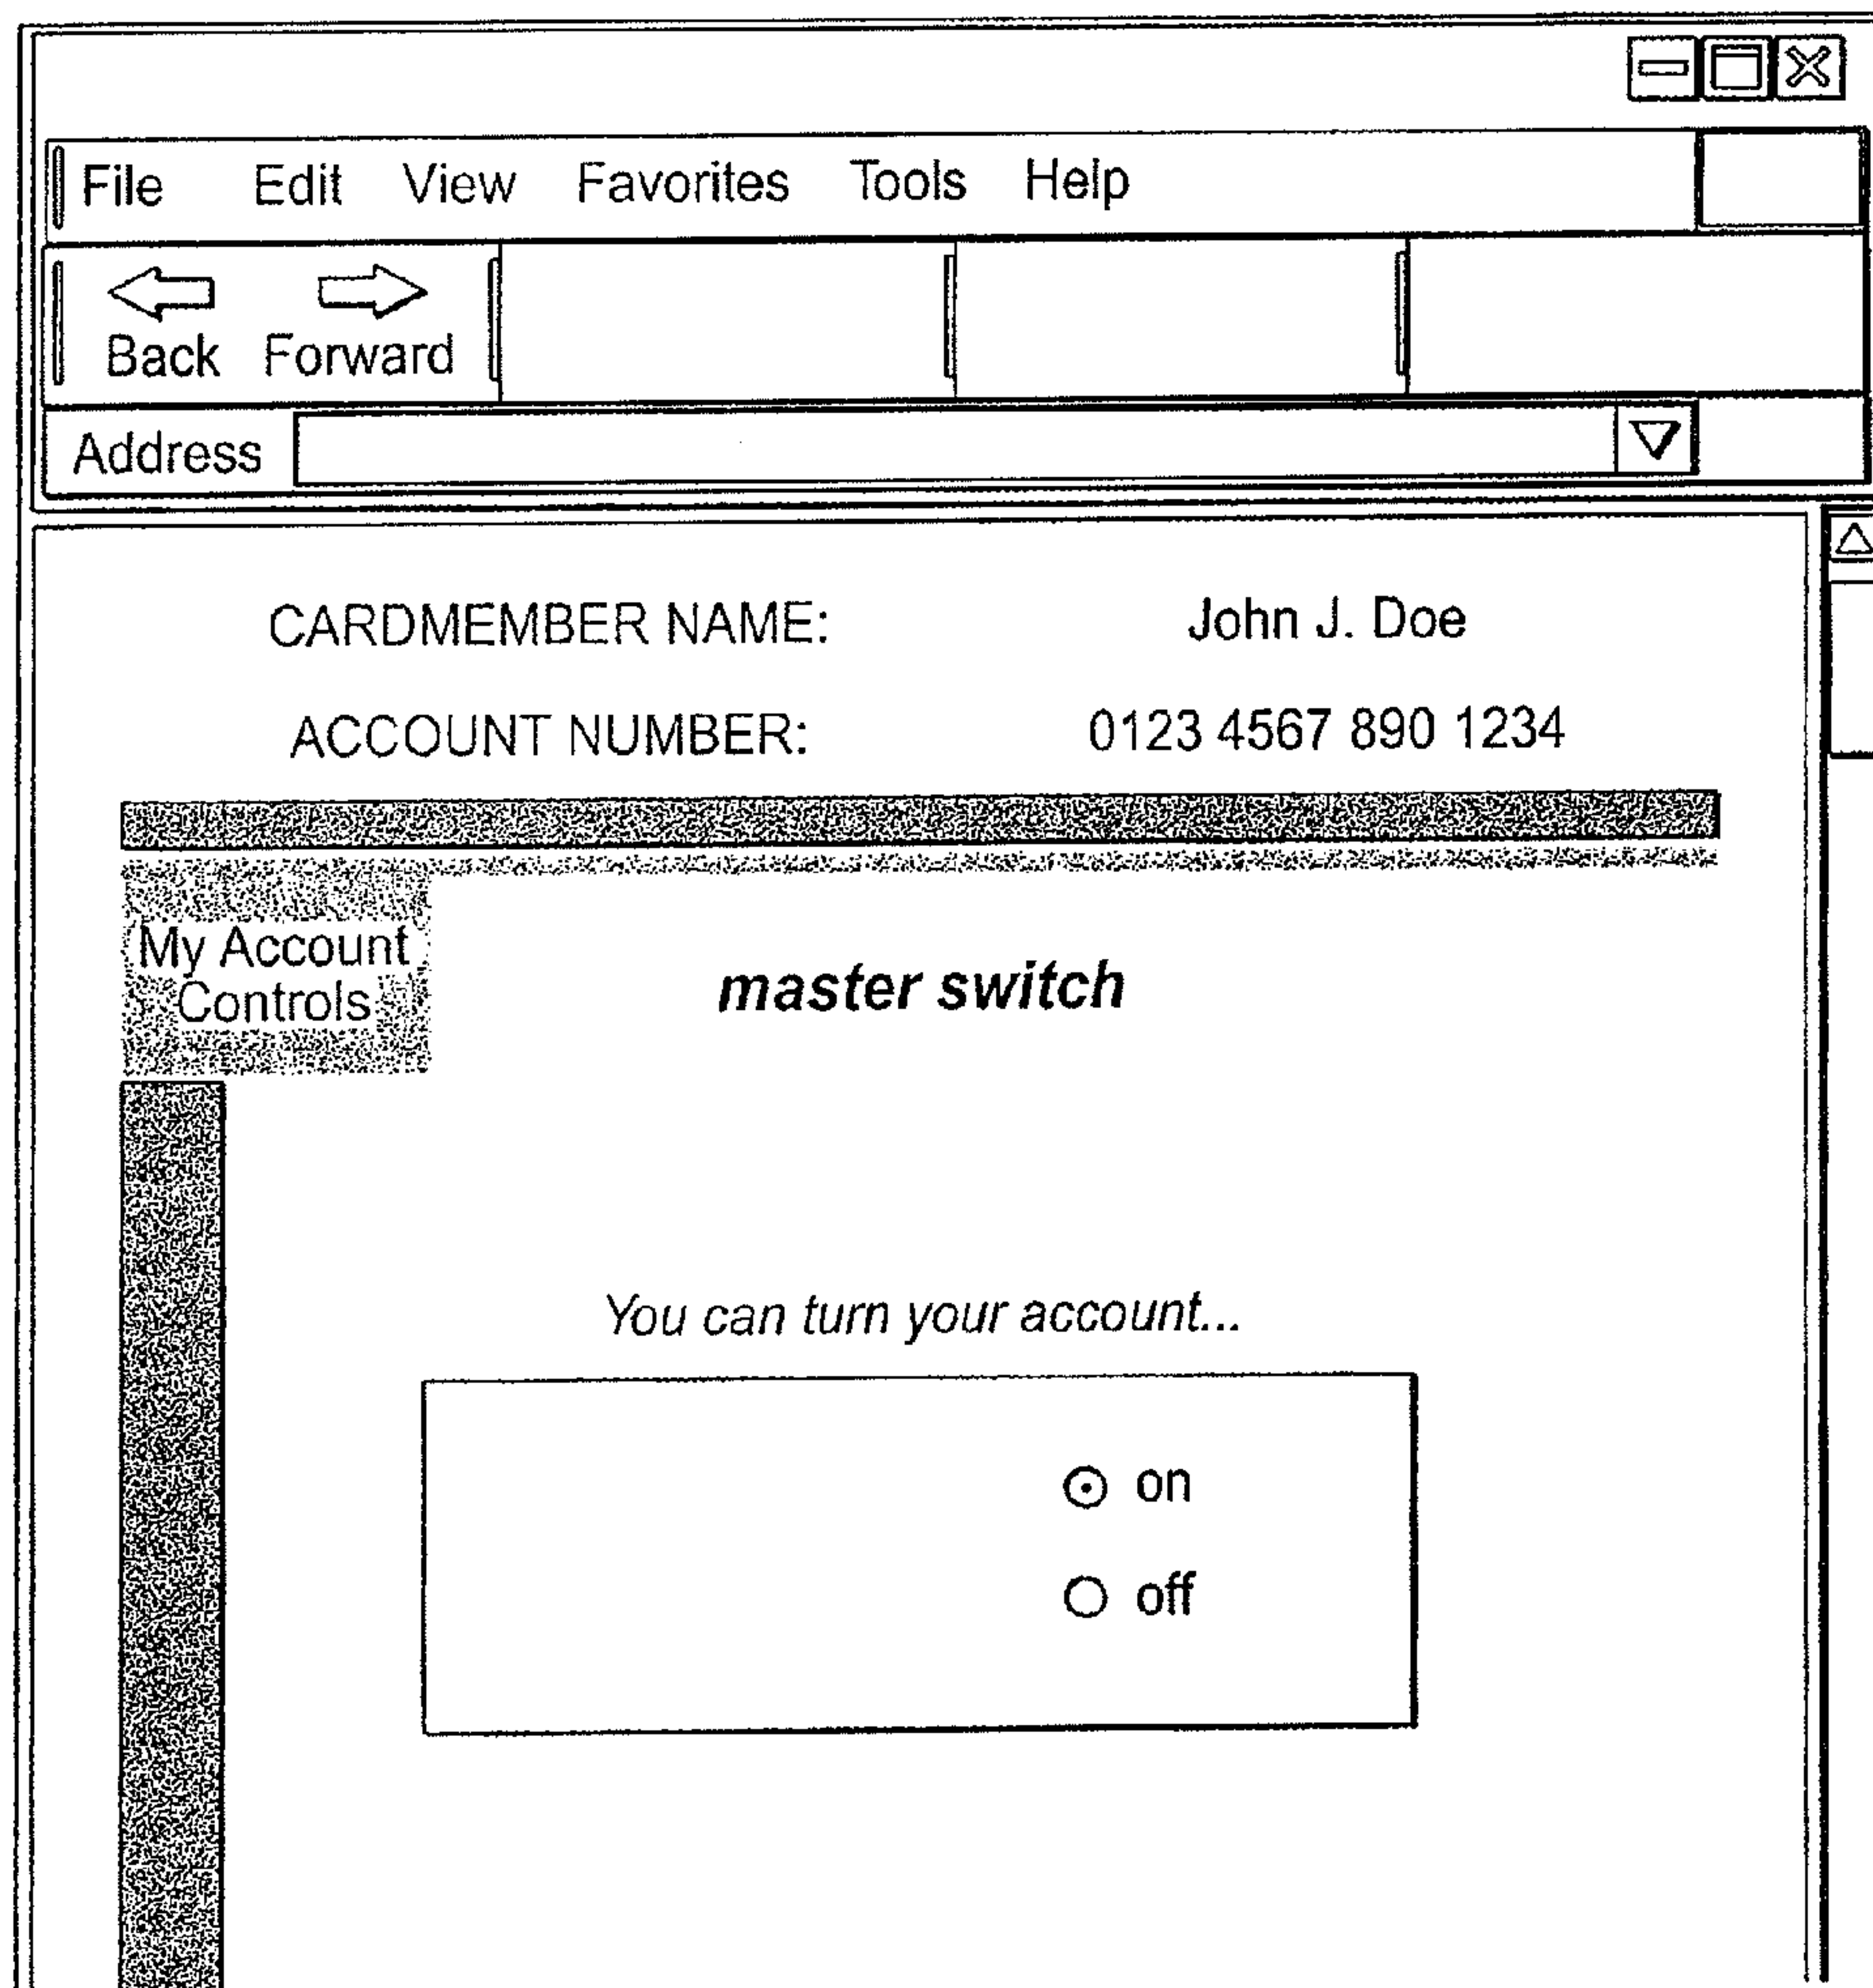 File Edit View Favorites Tools Help
Back Forward
Address
CARDMEMBER NAME: John J. Doe
ACCOUNT NUMBER: 0123 4567 890 1234
My Account
Controls
master switch
You can turn your account...
on
off